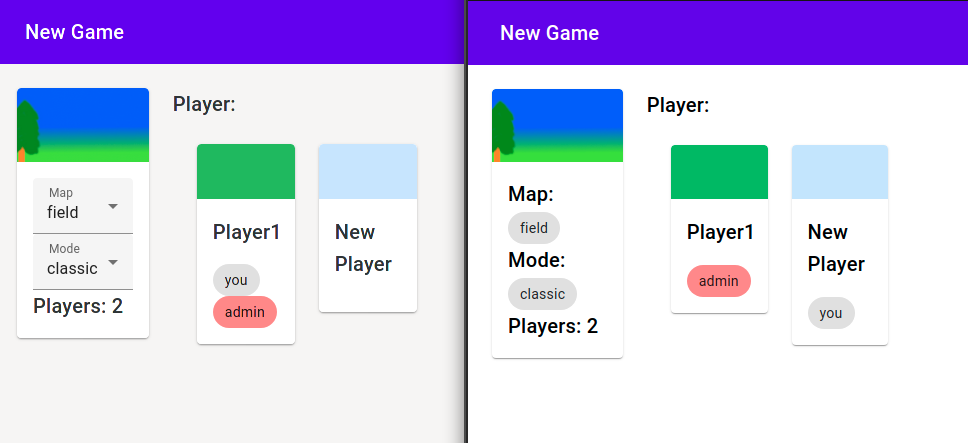 New Game
Player:
Map
field
Mode
classic
Players: 2
Player1
you
admin
New
Player
New Game
Player:
Map:
field
Mode:
classic
Players: 2
Player1
admin
New
Player
you